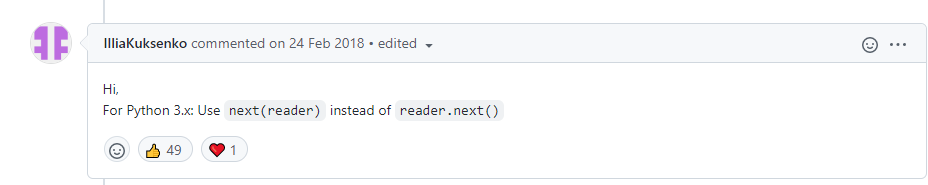 IlliaKuksenko commented on 24 Feb 2018 • edited
Hi,
For Python 3.x: Use next(reader) instead of reader.next()
49 1